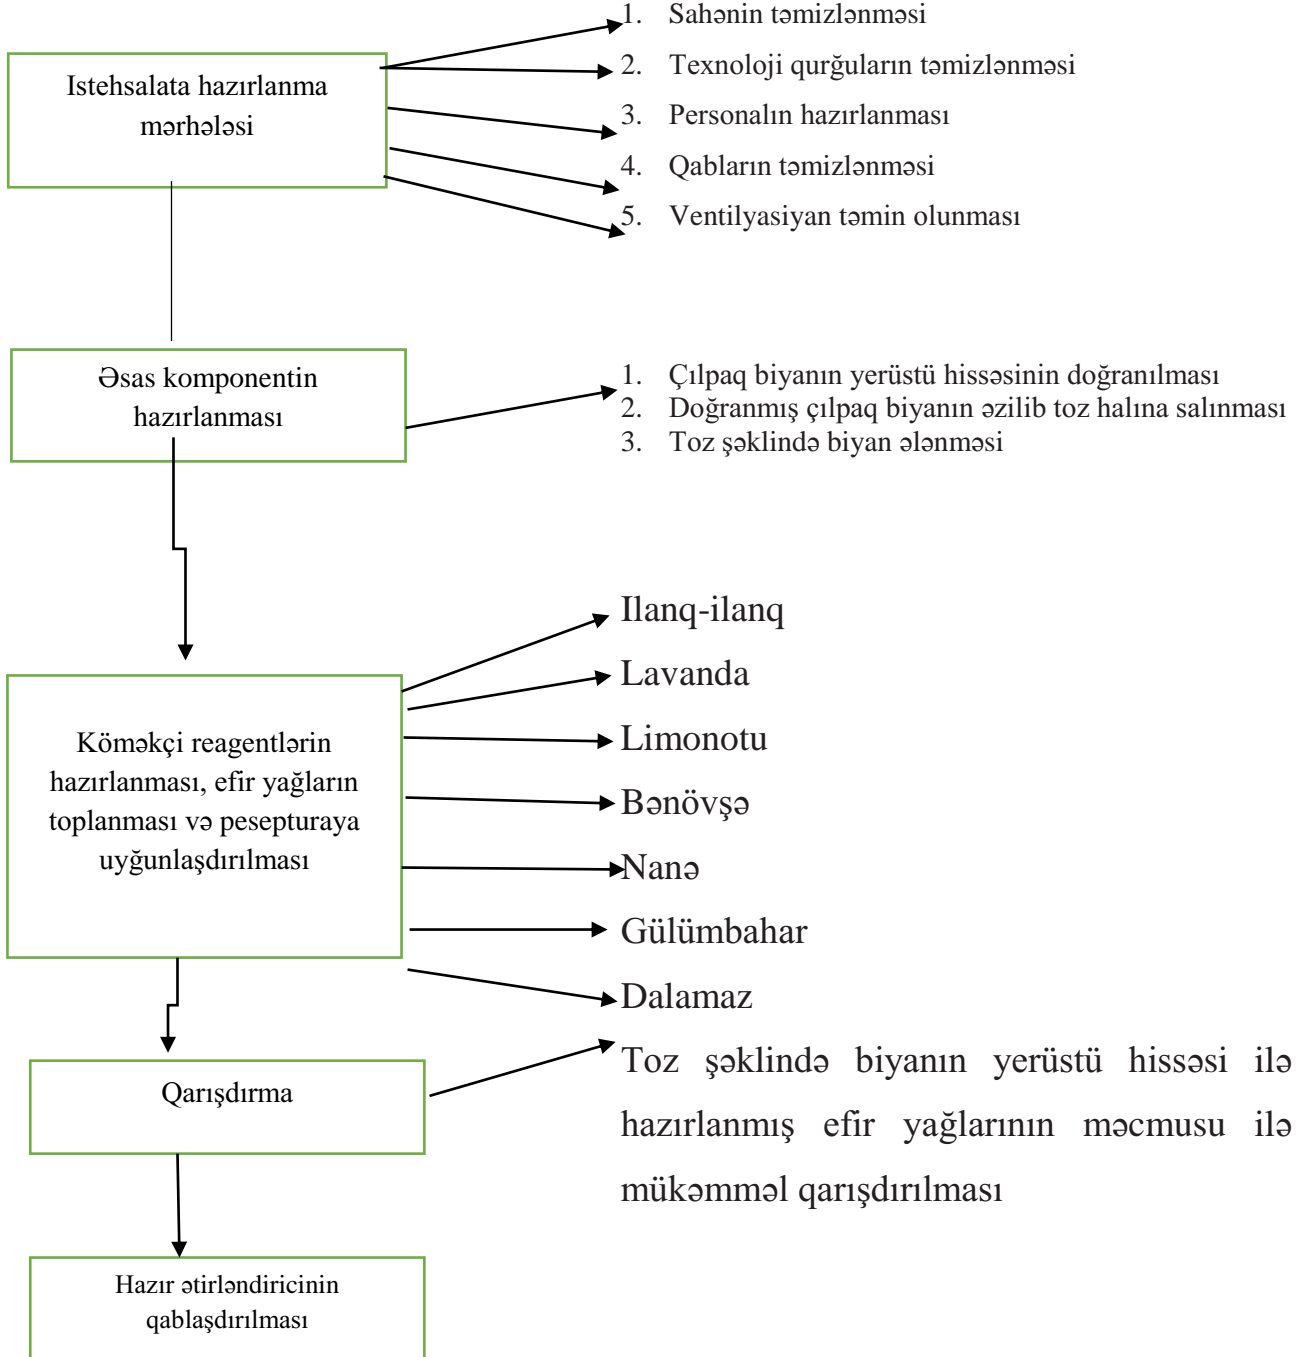 Istehsalata hazırlanma
mərhələsi
1. Sahənin təmizlənməsi
2. Texnoloji qurğuların təmizlənməsi
3. Personalın hazırlanması
4. Qabların təmizlənməsi
5. Ventilyasiyan təmin olunması
Əsas komponentin
hazırlanması
1. Çılpaq biyanın yerüstü hissəsinin doğranılması
2. Doğranmış çılpaq biyanın əzilib toz halına salınması
3. Toz şəklində biyan ələnməsi
Köməkçi reagentlərin
hazırlanması, efir yağların
toplanması və pesepturaya
uyğunlaşdırılması
Ilanq-ilanq
Lavanda
Limonotu
Bənövşə
Nanə
Gülümbahar
Dalamaz
Qarışdırma
Toz şəklində biyanın yerüstü hissəsi ilə
hazırlanmış efir yağlarının məcmusu ilə
mükəmməl qarışdırılması
Hazır ətirləndiricinin
qablaşdırılması